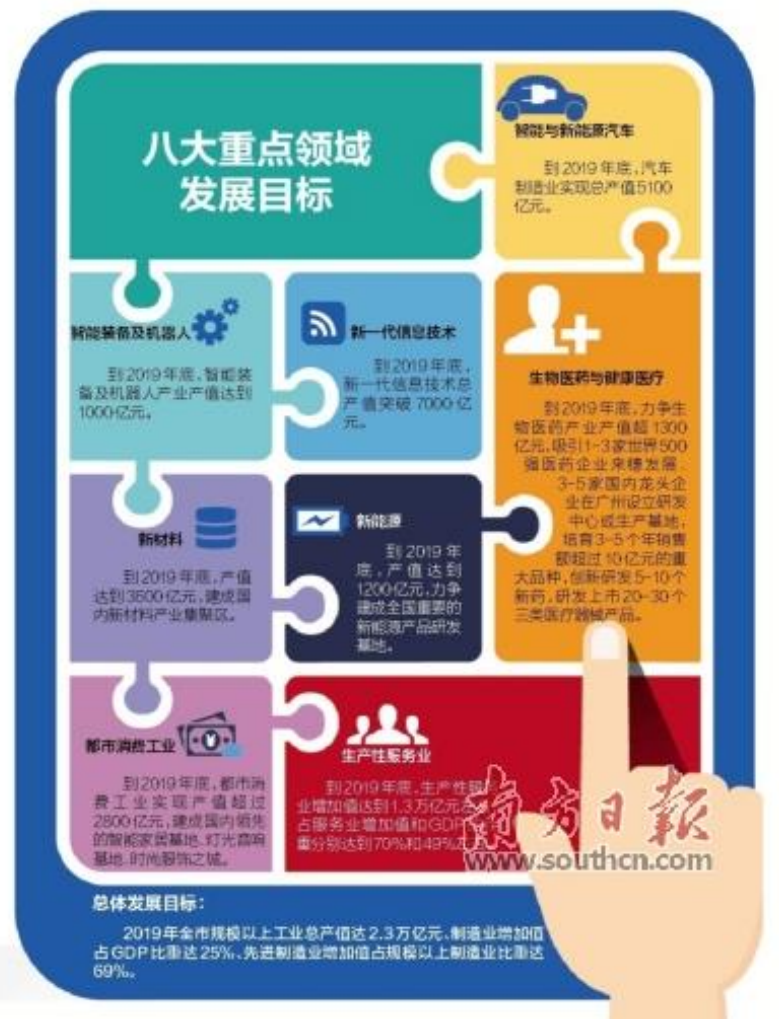 八大重点领域
发展目标
智能与新能源汽车
到2019年底,汽车
制造业实现总产值5100
亿元。
智能装备及机器人
到2019年底,智能装
备及机器人产业产值达到
1000亿元。
新一代信息技术
到2019年底,
新一代信息技术总
产值突破7000亿
元。
生物医药与健康医疗
到2019年底,力争生
物医药产业产值超1300
亿元,吸引1-3家世界500
强医药企业来穗发展,
3-5家国内龙头企
业在广州设立研发
中心或生产基地,
培育3-5个年销售
额超过10亿元的重
大品种,创新研发5-10个
新药,研发上市20-30个
三类医疗器械产品。
新材料
到2019年底,产值
达到3600亿元,建成国
内新材料产业集聚区。
新能源
到2019年
底,产值达到
1200亿元,力争
建成全国重要的
新能源产品研发
基地。
都市消费工业
到2019年底,都市消
费工业实现产值超过
2800亿元,建成国内领先
的智能家居基地、灯光音响
基地、时尚服饰之城。
生产性服务业
到2019年底,生产性服
业增加值达到1.3万亿元
占服务业增加值和GDP
重分别达到70%和49%
南方日报
www.southcn.com
总体发展目标:
2019年全市规模以上工业总产值达2.3万亿元、制造业增加值
占GDP比重达25%、先进制造业增加值占规模以上制造业比重达
69%。